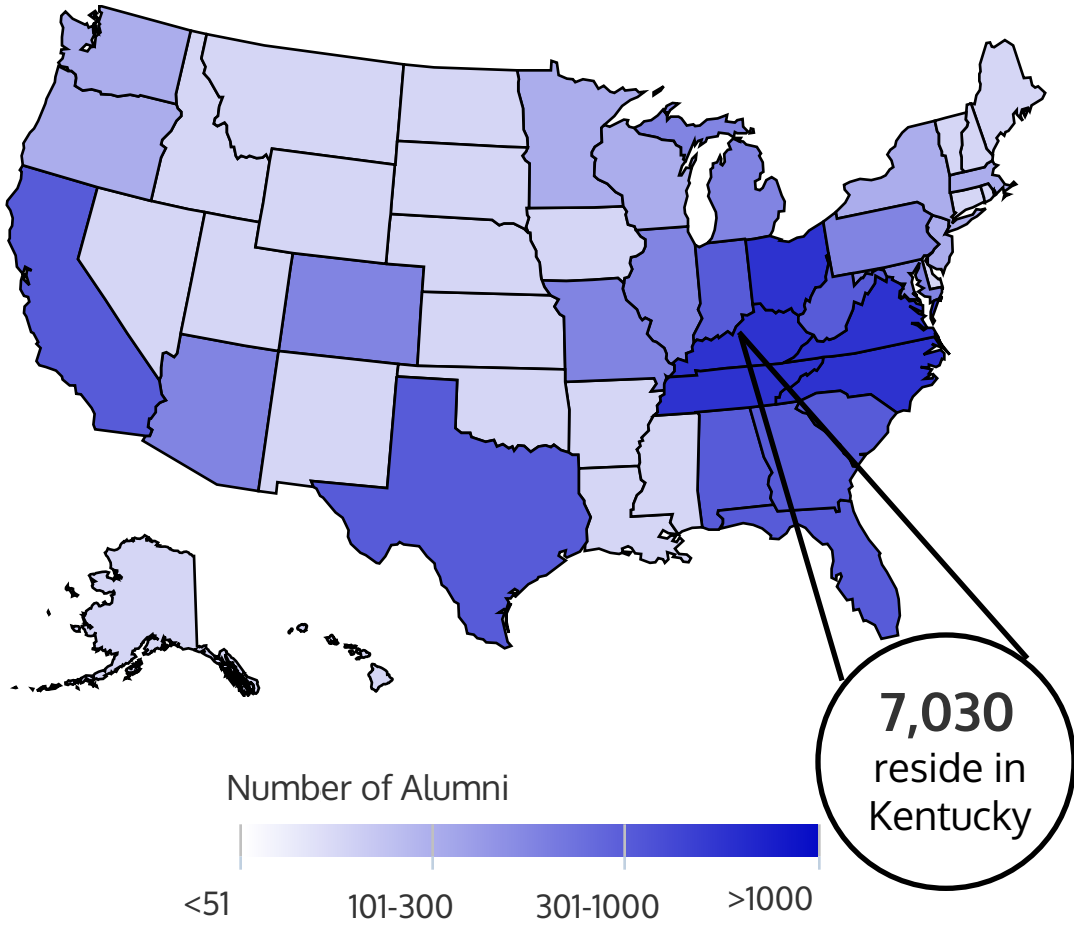 7,030
reside in
Kentucky
Number of Alumni
<51
101-300
301-1000
>1000